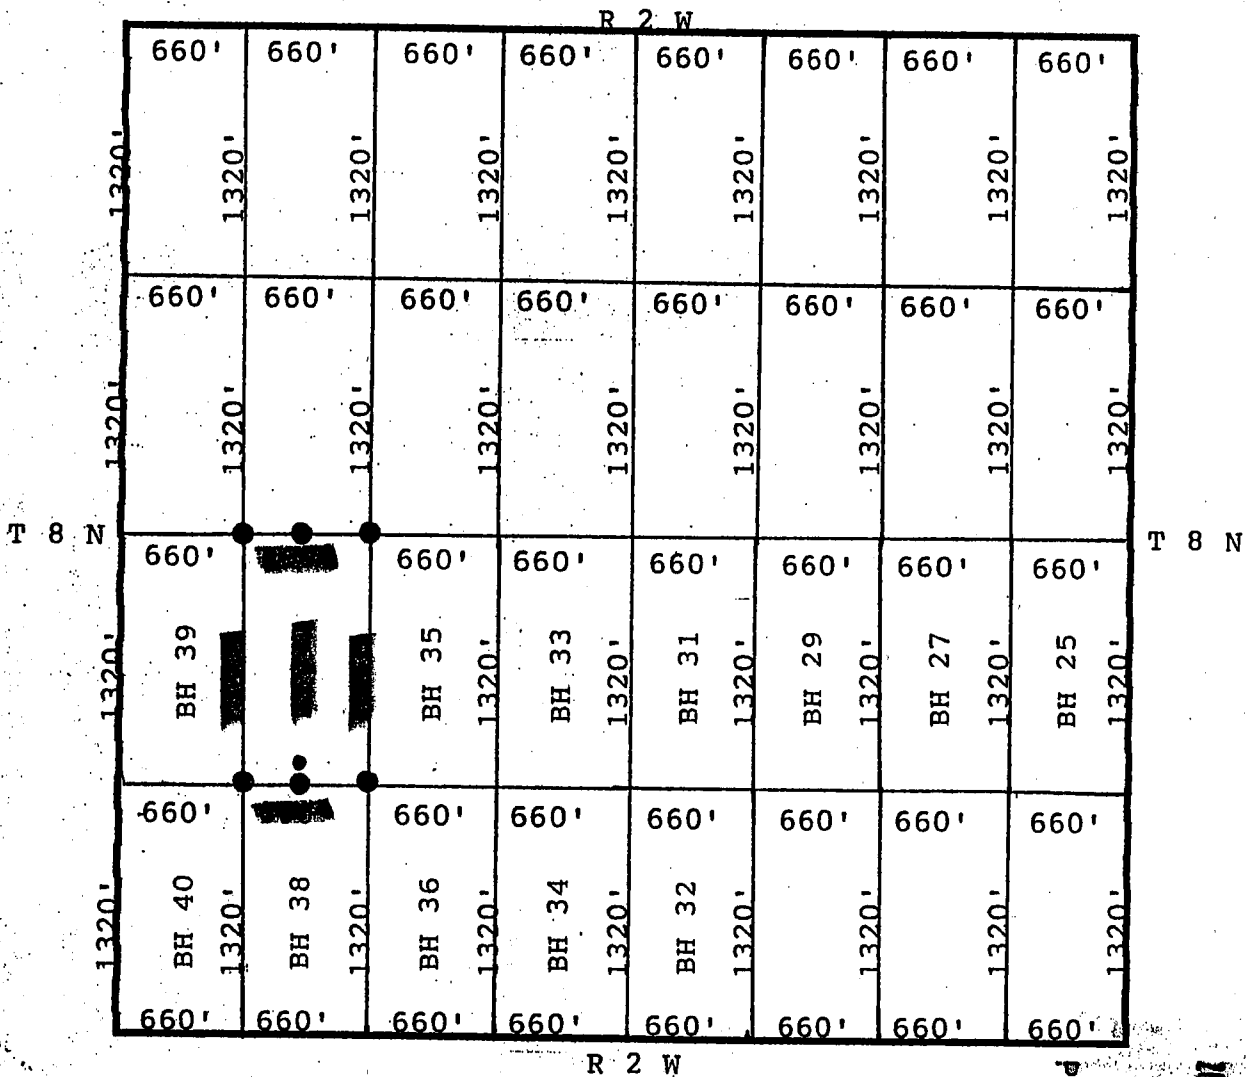 R 2 W
660' 660' 660' 660' 660' 660' 660' 660'
1320' 1320' 1320' 1320' 1320' 1320' 1320' 1320' 1320'
660' 660' 660' 660' 660' 660' 660' 660'
1320' 1320' 1320' 1320' 1320' 1320' 1320' 1320' 1320'
T 8 N T 8 N
660' 660' 660' 660' 660' 660' 660'
1320' BH 39 BH 35 1320' BH 33 1320' BH 31 1320' BH 29 1320' BH 27 1320' BH 25 1320'
660' 660' 660' 660' 660' 660' 660'
1320' BH 40 1320' BH 38 1320' BH 36 1320' BH 34 1320' BH 32 1320' 1320' 1320' 1320'
660' 660' 660' 660' 660' 660' 660' 660'
R 2 W